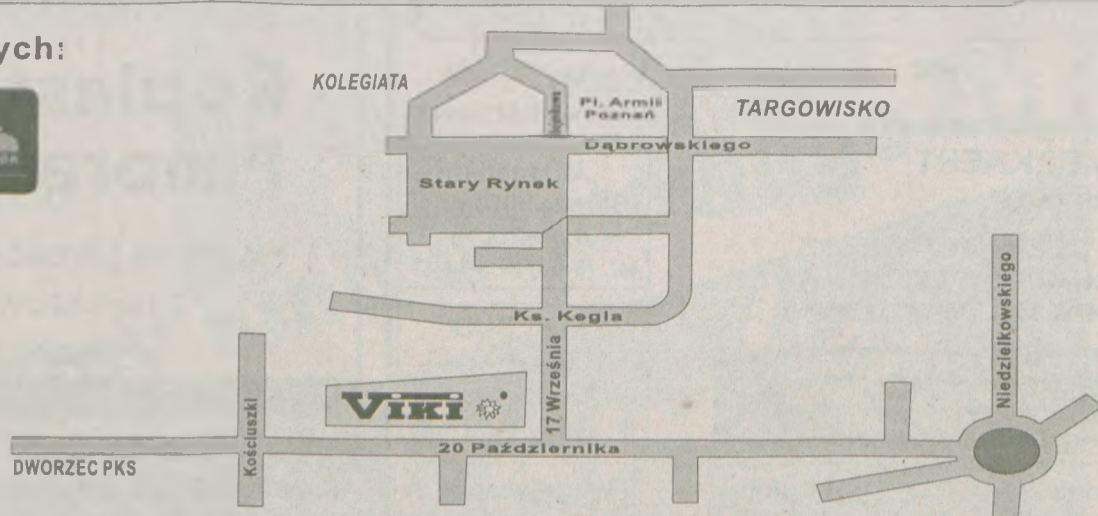 ych:
KOLEGIATA
Pl. Armii
Poznań
TARGOWISKO
Dąbrowskiego
Stary Rynek
Ks. Kegla
17 Września
Niedziełkowskiego
Kościuszki
VIKI
20 Października
DWORZEC PKS